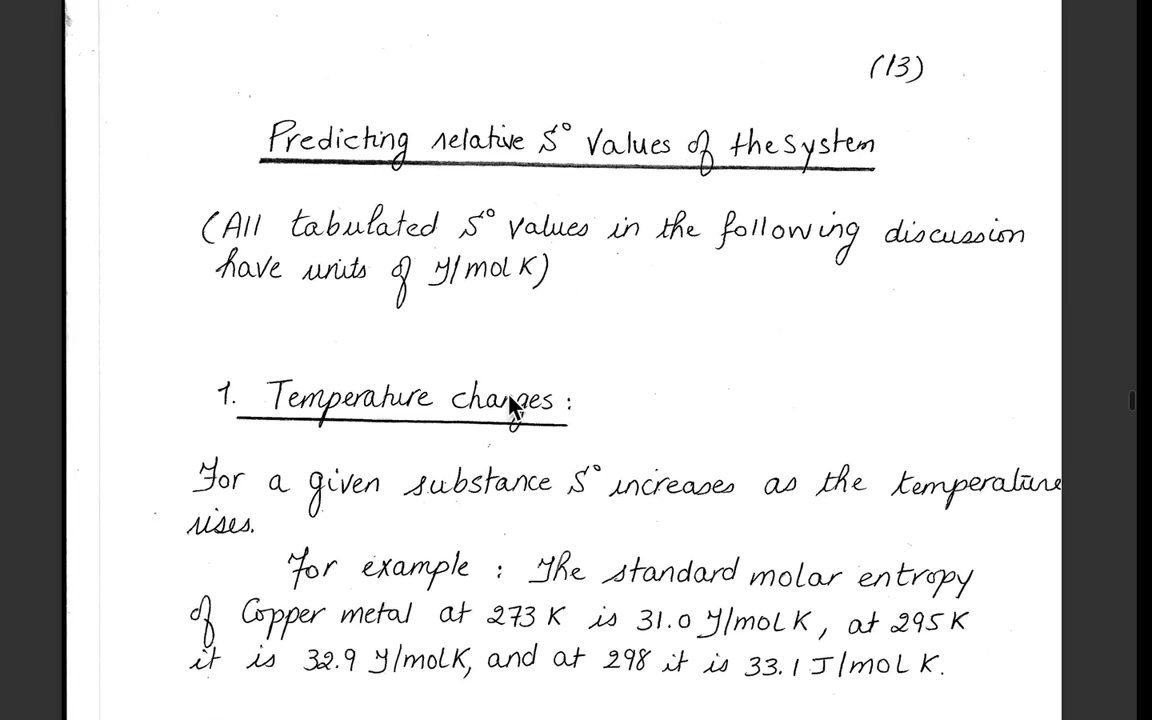 (13)
Predicting relative S° Values of the System
(All tabulated S° values in the following discussion
have units of J/mol K)
1. Temperature changes :
For a given substance S° increases as the temperature
rises.
For example : The standard molar entropy
of Copper metal at 273 K is 31.0 J/mol K, at 295 K
it is 32.9 J/mol K, and at 298 it is 33.1 J/mol K.